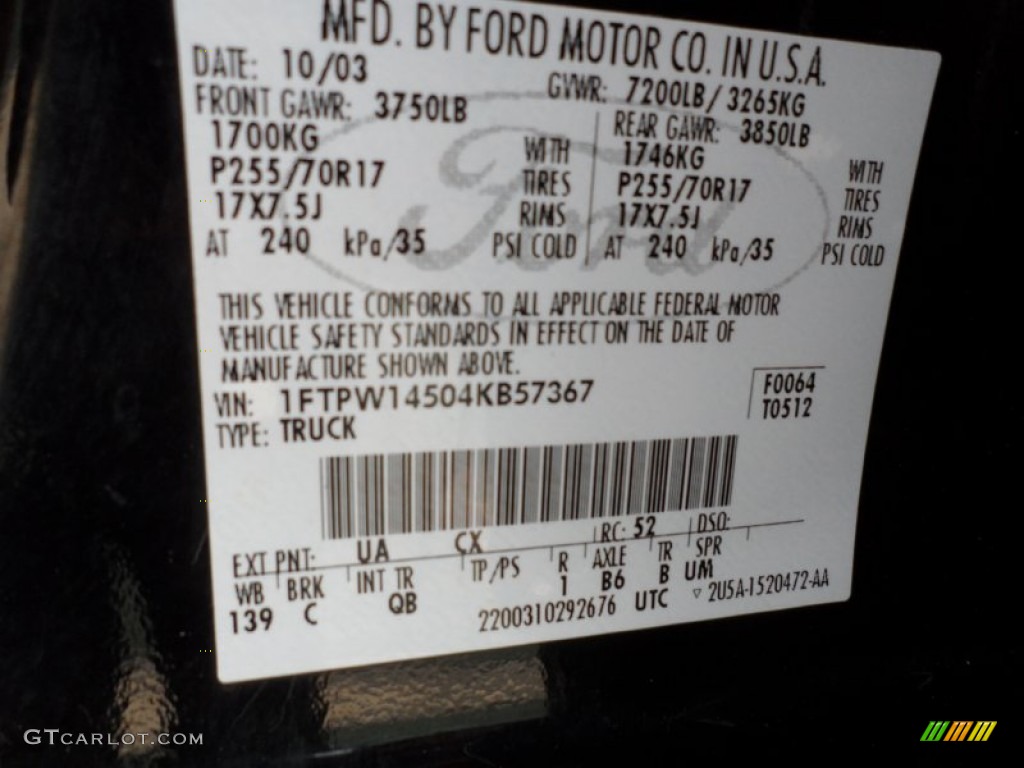 MFD. BY FORD MOTOR CO. IN U.S.A.
DATE: 10/03 GVWR: 7200LB/ 3265KG
FRONT GAWR: 3750LB REAR GAWR: 3850LB
1700KG WITH 1746KG WITH
P255/70R17 TIRES P255/70R17 TIRES
17X7.5J RIMS 17X7.5J RIMS
AT 240 kPa/35 PSI COLD AT 240 kPa/35 PSI COLD
THIS VEHICLE CONFORMS TO ALL APPLICABLE FEDERAL MOTOR
VEHICLE SAFETY STANDARDS IN EFFECT ON THE DATE OF
MANUFACTURE SHOWN ABOVE.
VIN: 1FTPW14504KB57367 F0064
TYPE: TRUCK T0512
Ford
EXT PNT: UA CX RC: 52 DSO:
WB BRK INT TR TP/PS R AXLE TR SPR
139 C QB 1 B6 B UM
2200310292676 UTC ▽2U5A-1520472-AA
GTCARLOT.COM